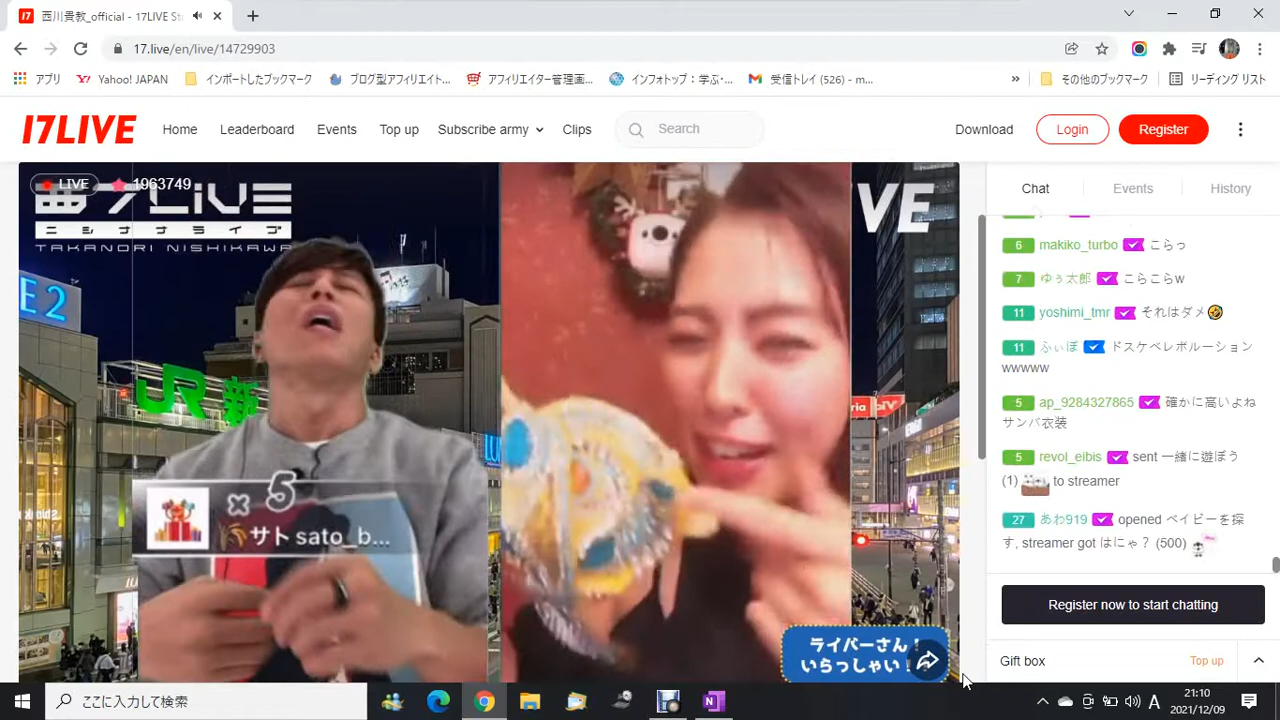 西川貴教_official - 17LIVE St
17.live/en/live/14729903
アプリ
Yahoo! JAPAN
インポートしたブックマーク
ブログ型アフィリエイト...
アフィリエイター管理画...
インフォトップ：学ぶ・...
受信トレイ (526) - m...
»
その他のブックマーク
リーディング リスト
17LIVE
Home
Leaderboard
Events
Top up
Subscribe army
Clips
Search
Download
Login
Register
LIVE
1963749
西7LIVE
ニシナナライブ
TAKANORI NISHIKAWA
VE
E 2
JR 新
× 5
サト sato_b...
ライバーさん！
いらっしゃい！
Chat
Events
History
6 makiko_turbo こらっ
7 ゆぅ太郎 こらこらw
11 yoshimi_tmr それはダメ🤣
11 ふぃぼ ドスケベレボルーション
wwwww
5 ap_9284327865 確かに高いよね
サンバ衣装
5 revol_eibis sent 一緒に遊ぼう
(1) to streamer
27 あわ919 opened ベイビーを探
す, streamer got はにゃ？ (500)
Register now to start chatting
Gift box
Top up
ここに入力して検索
A
21:10
2021/12/09